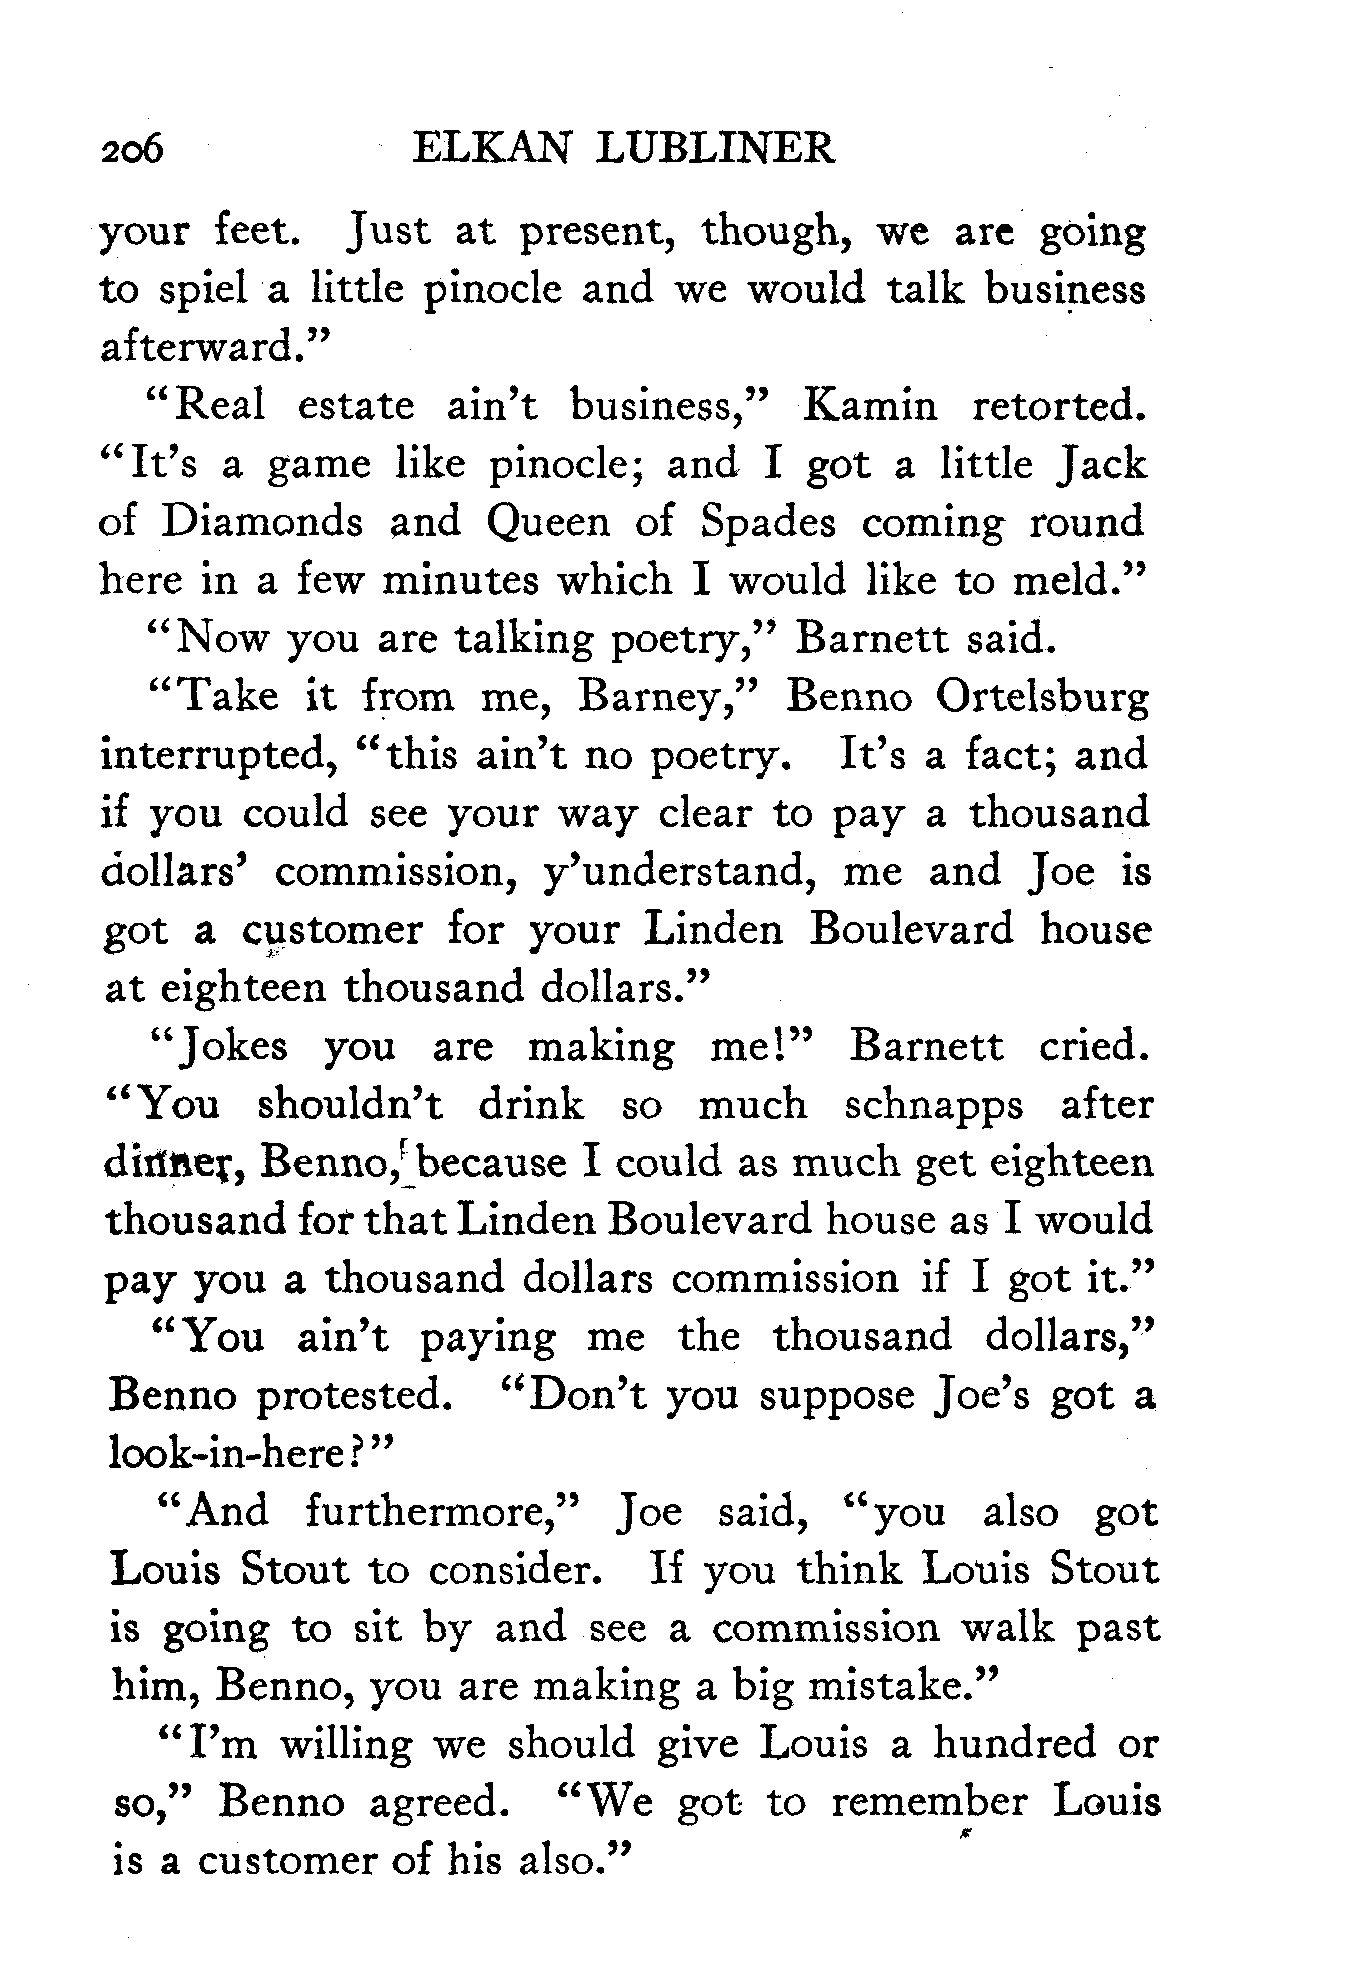 206 ELKAN LUBLINER
your feet. Just at present, though, we are going
to spiel a little pinocle and we would talk business
afterward.”
“Real estate ain’t business,” Kamin retorted.
“It’s a game like pinocle; and I got a little Jack
of Diamonds and Queen of Spades coming round
here in a few minutes which I would like to meld.”
“Now you are talking poetry,” Barnett said.
“Take it from me, Barney,” Benno Ortelsburg
interrupted, “this ain’t no poetry. It’s a fact; and
if you could see your way clear to pay a thousand
dollars’ commission, y’understand, me and Joe is
got a customer for your Linden Boulevard house
at eighteen thousand dollars.”
“Jokes you are making me!” Barnett cried.
“You shouldn’t drink so much schnapps after
dinner, Benno, because I could as much get eighteen
thousand for that Linden Boulevard house as I would
pay you a thousand dollars commission if I got it.”
“You ain’t paying me the thousand dollars,”
Benno protested. “Don’t you suppose Joe’s got a
look-in-here?”
“And furthermore,” Joe said, “you also got
Louis Stout to consider. If you think Louis Stout
is going to sit by and see a commission walk past
him, Benno, you are making a big mistake.”
“I’m willing we should give Louis a hundred or
so,” Benno agreed. “We got to remember Louis
is a customer of his also.”